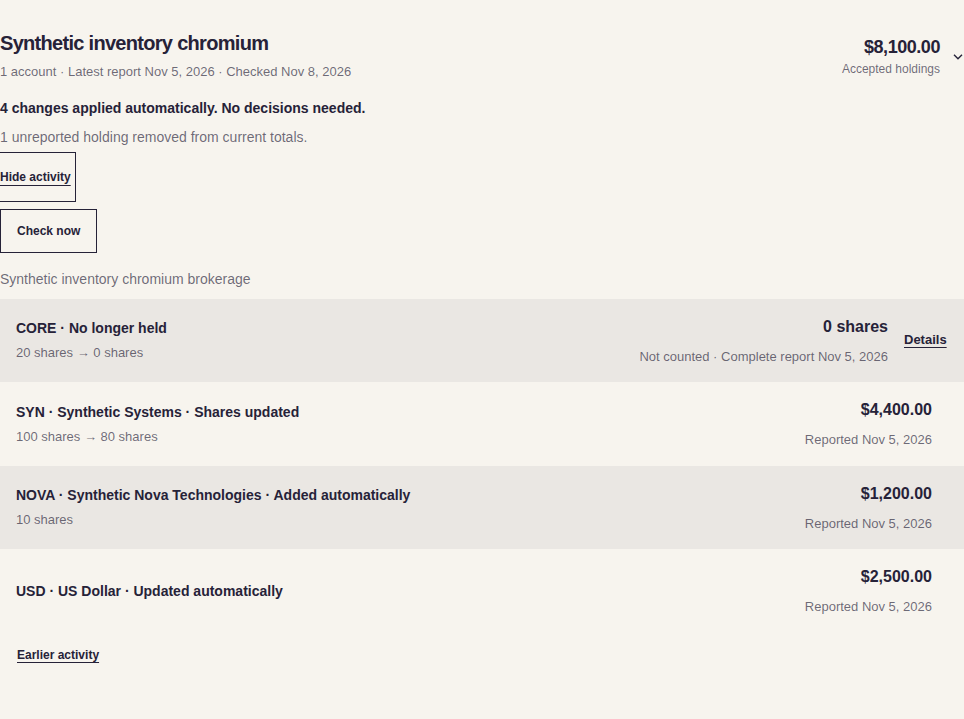 Synthetic inventory chromium
$8,100.00
1 account · Latest report Nov 5, 2026 · Checked Nov 8, 2026
Accepted holdings
4 changes applied automatically. No decisions needed.
1 unreported holding removed from current totals.
Hide activity
Check now
Synthetic inventory chromium brokerage
CORE · No longer held
0 shares
Details
20 shares → 0 shares
Not counted · Complete report Nov 5, 2026
SYN · Synthetic Systems · Shares updated
$4,400.00
100 shares → 80 shares
Reported Nov 5, 2026
NOVA · Synthetic Nova Technologies · Added automatically
$1,200.00
10 shares
Reported Nov 5, 2026
USD · US Dollar · Updated automatically
$2,500.00
Reported Nov 5, 2026
Earlier activity